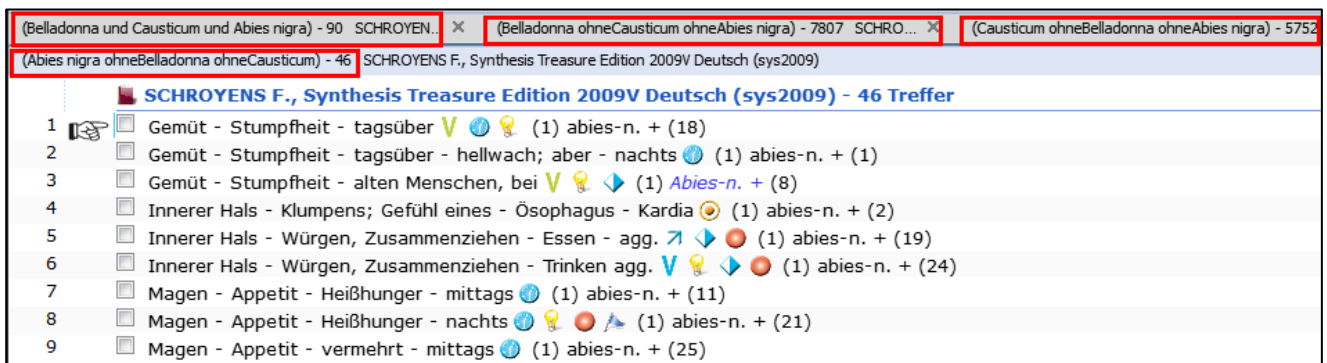 (Belladonna und Causticum und Abies nigra) - 90 SCHROYEN... (Belladonna ohneCausticum ohneAbies nigra) - 7807 SCHRO... (Causticum ohneBelladonna ohneAbies nigra) - 5752
(Abies nigra ohneBelladonna ohneCausticum) - 46 SCHROYENS F., Synthesis Treasure Edition 2009V Deutsch (sys2009)
SCHROYENS F., Synthesis Treasure Edition 2009V Deutsch (sys2009) - 46 Treffer
1 Gemüt - Stumpfheit - tagsüber V (1) abies-n. + (18)
2 Gemüt - Stumpfheit - tagsüber - hellwach; aber - nachts (1) abies-n. + (1)
3 Gemüt - Stumpfheit - alten Menschen, bei V (1) Abies-n. + (8)
4 Innerer Hals - Klumpens; Gefühl eines - Ösophagus - Kardia (1) abies-n. + (2)
5 Innerer Hals - Würgen, Zusammenziehen - Essen - agg. (1) abies-n. + (19)
6 Innerer Hals - Würgen, Zusammenziehen - Trinken agg. V (1) abies-n. + (24)
7 Magen - Appetit - Heißhunger - mittags (1) abies-n. + (11)
8 Magen - Appetit - Heißhunger - nachts (1) abies-n. + (21)
9 Magen - Appetit - vermehrt - mittags (1) abies-n. + (25)